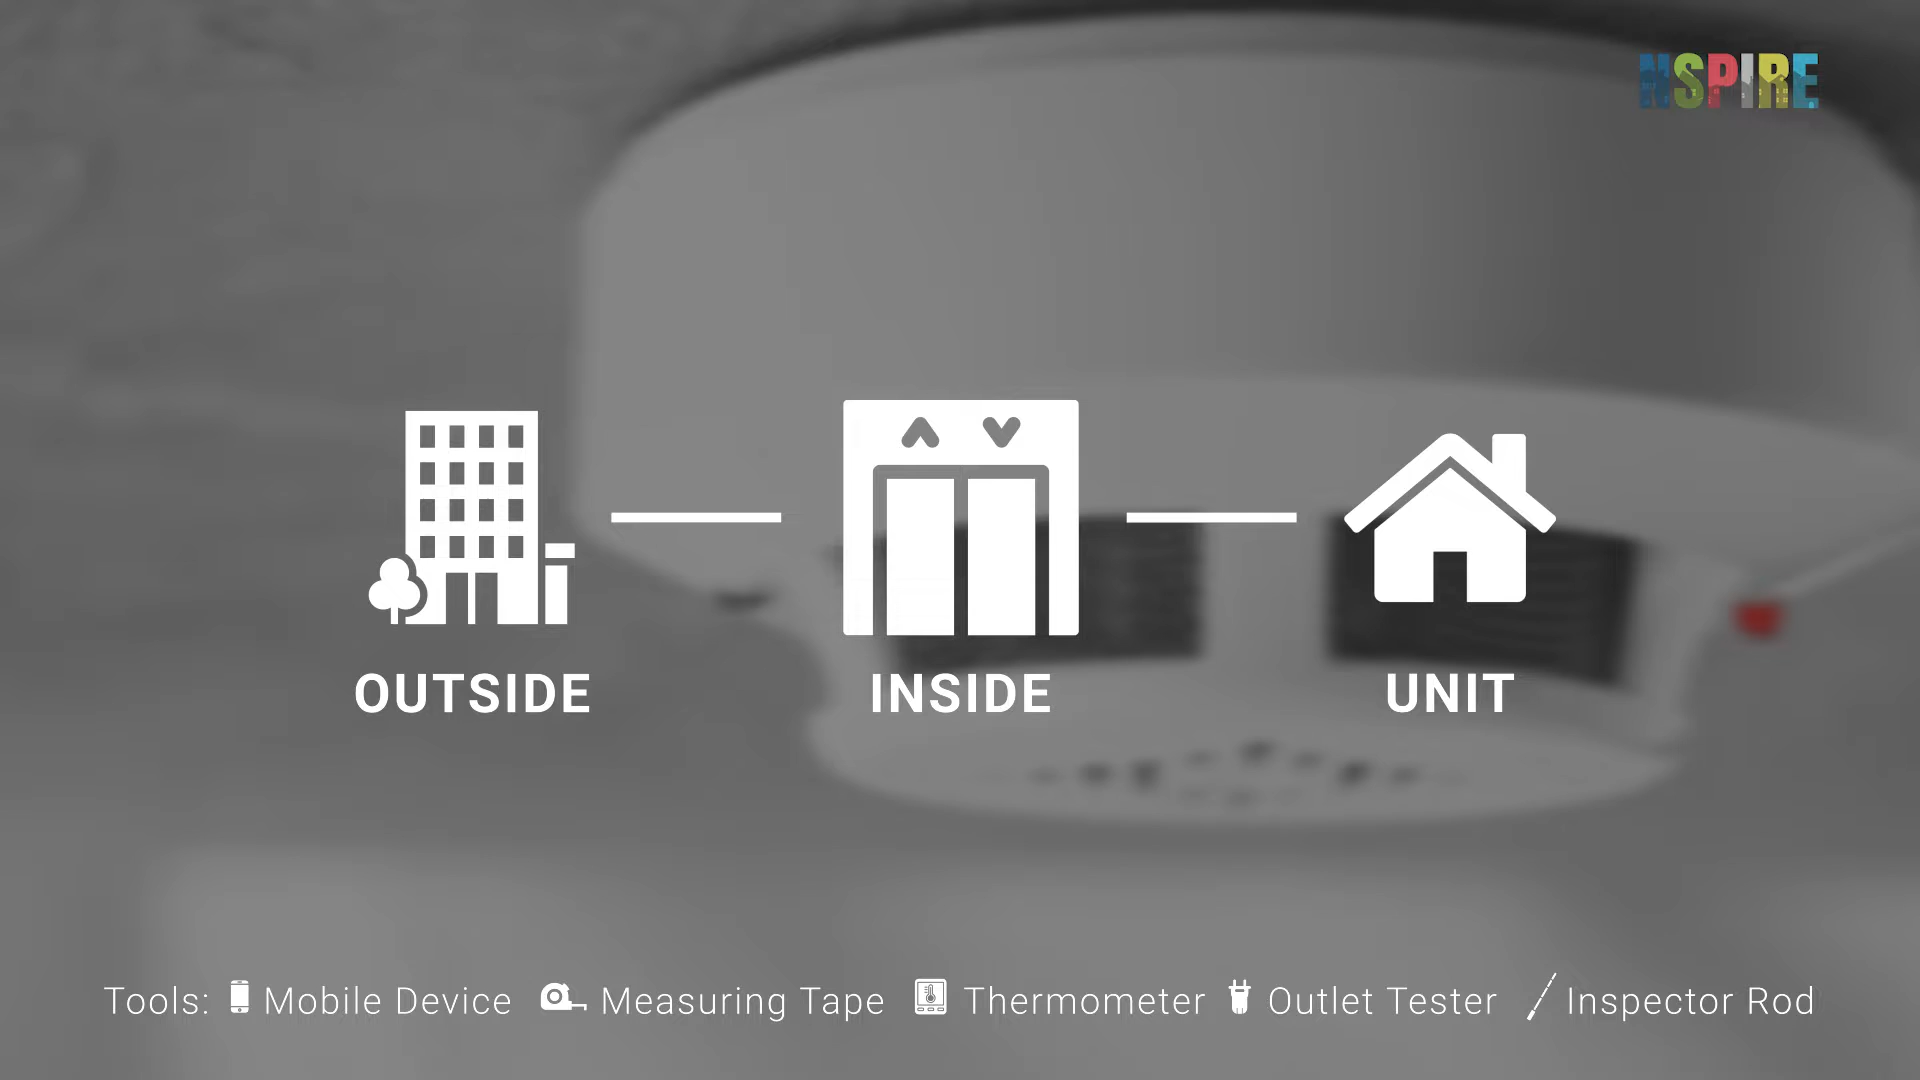 NSPIRE
OUTSIDE
INSIDE
UNIT
Tools: Mobile Device Measuring Tape Thermometer Outlet Tester Inspector Rod